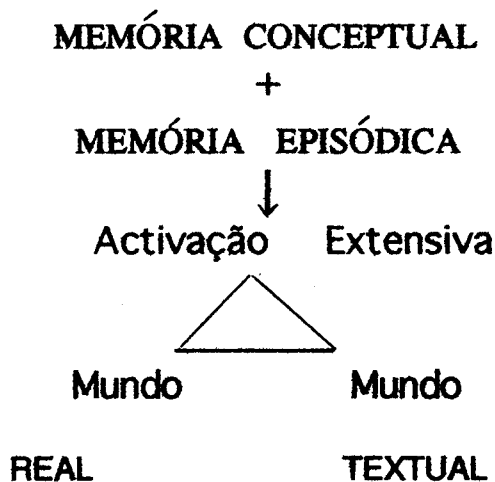 MEMÓRIA CONCEPTUAL
+
MEMÓRIA EPISÓDICA
Activação Extensiva
Mundo Mundo
REAL TEXTUAL